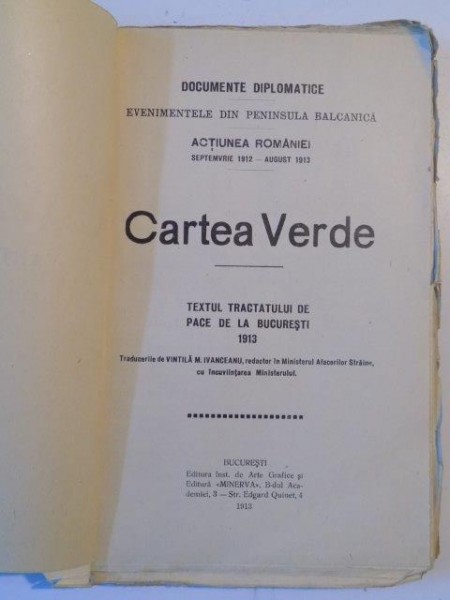 DOCUMENTE DIPLOMATICE
EVENIMENTELE DIN PENINSULA BALCANICĂ
ACȚIUNEA ROMÂNIEI
SEPTEMVRIE 1912 — AUGUST 1913
Cartea Verde
TEXTUL TRACTATULUI DE
PACE DE LA BUCUREȘTI
1913
Traducerile de VINTILĂ M. IVANCEANU, redactor în Ministerul Afacerilor Străine,
cu încuviințarea Ministerului.
BUCUREȘTI
Editura Inst. de Arte Grafice și
Editură «MINERVA», B-dul Aca-
demiei, 3 — Str. Edgard Quinet, 4
1913